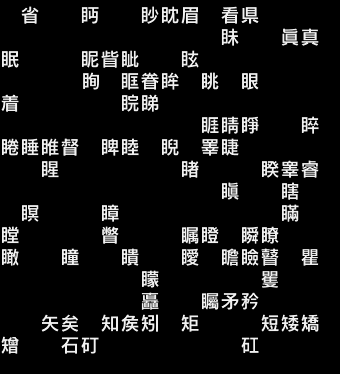 省 眄 眇眈眉 看県
眛 眞真
眠 眤眥眦 眩
眴 眶眷眸 眺 眼
着 睆睇
睚睛睜 睟
睠睡睢督 睥睦 睨 睪睫
睲 睹 睽睾睿
瞋 瞎
瞑 瞕 瞞
瞠 瞥 瞩瞪 瞬瞭
瞰 瞳 瞶 瞹 瞻瞼瞽 瞿
矇 矍
矗 矚矛矜
矢矣 知矦矧 矩 短矮矯
矰 石矴 矼